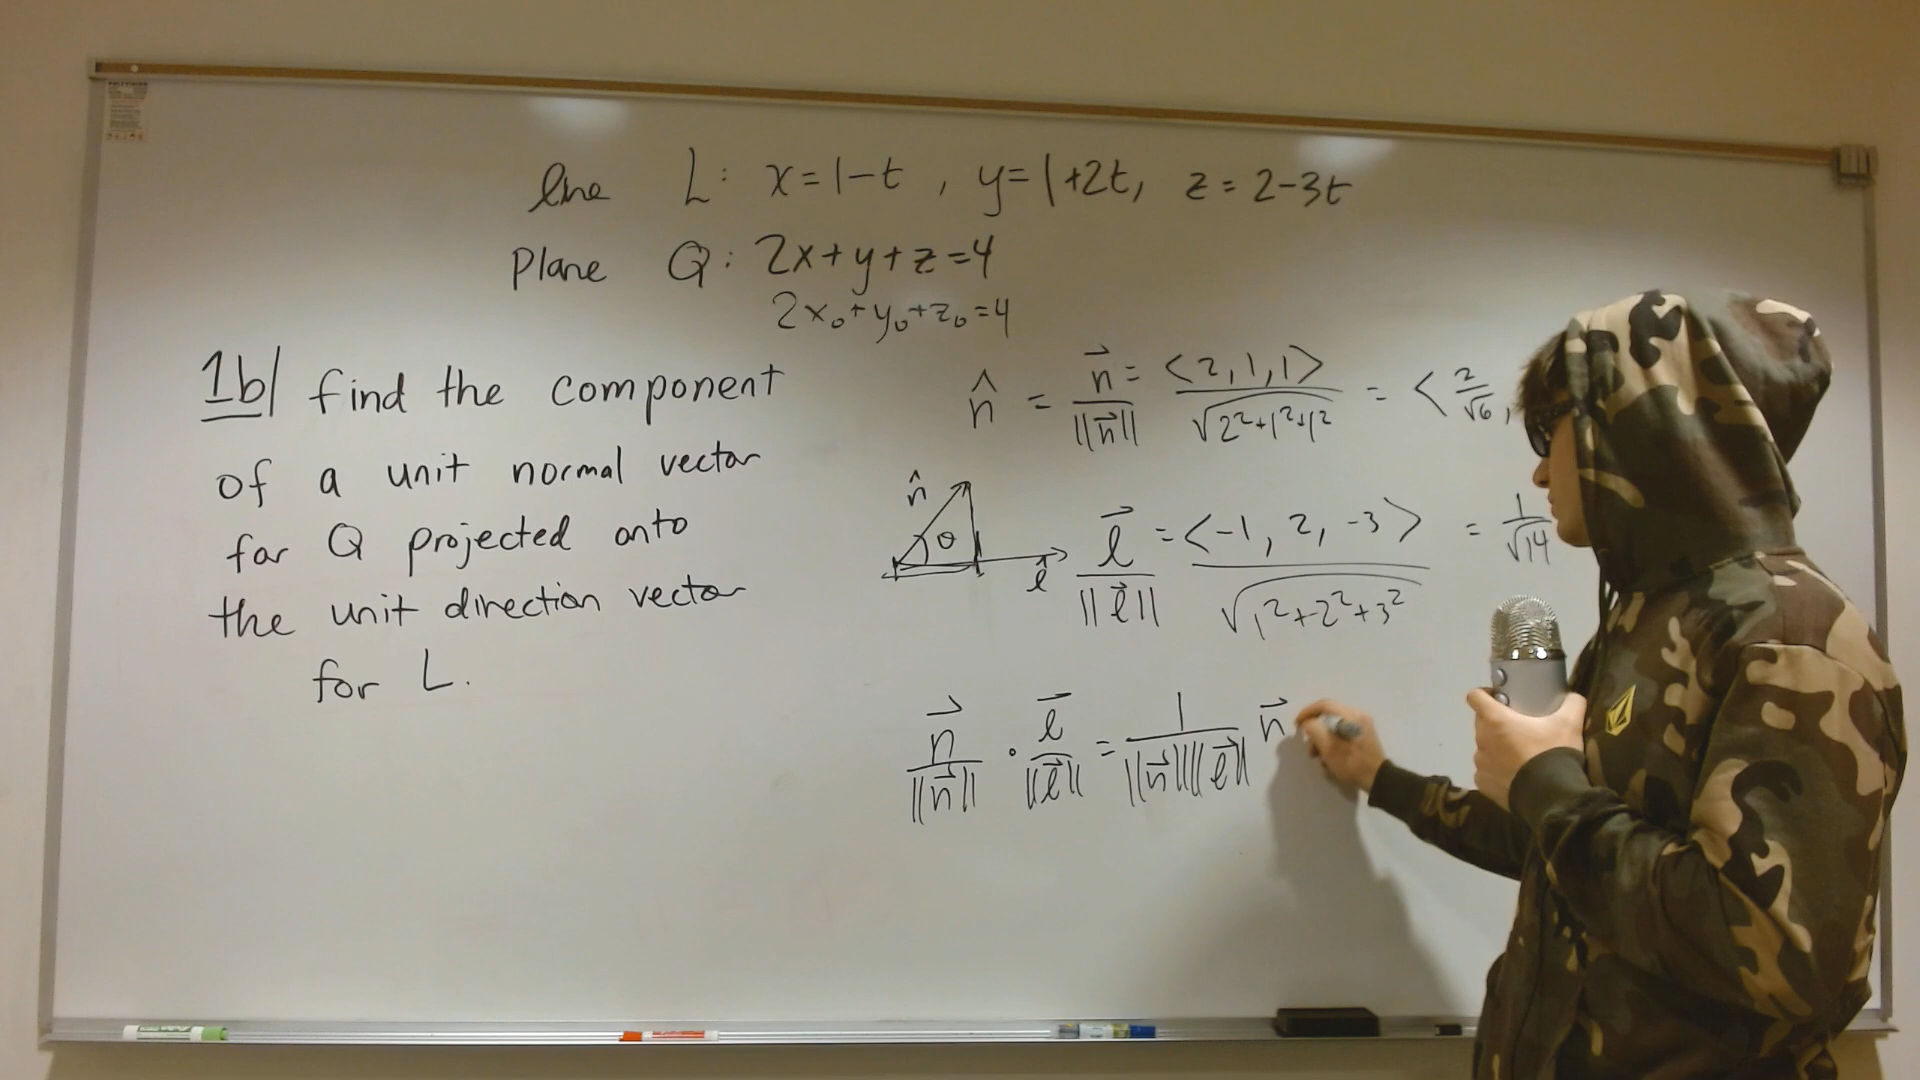 line L: x=1-t, y=1+2t, z=2-3t
Plane Q: 2x+y+z=4
2x₀+y₀+z₀=4
1b| find the component
of a unit normal vector
for Q projected onto
the unit direction vector
for L.
n̂ = n⃗/||n⃗|| = <2,1,1>/√(2²+1²+1²) = <2/√6,
n̂ θ ℓ⃗
ℓ⃗/||ℓ⃗|| = <-1, 2, -3>/√(1²+2²+3²) = 1/√14
n⃗/||n⃗|| · ℓ⃗/||ℓ⃗|| = 1/(||n⃗||||ℓ⃗||) n⃗